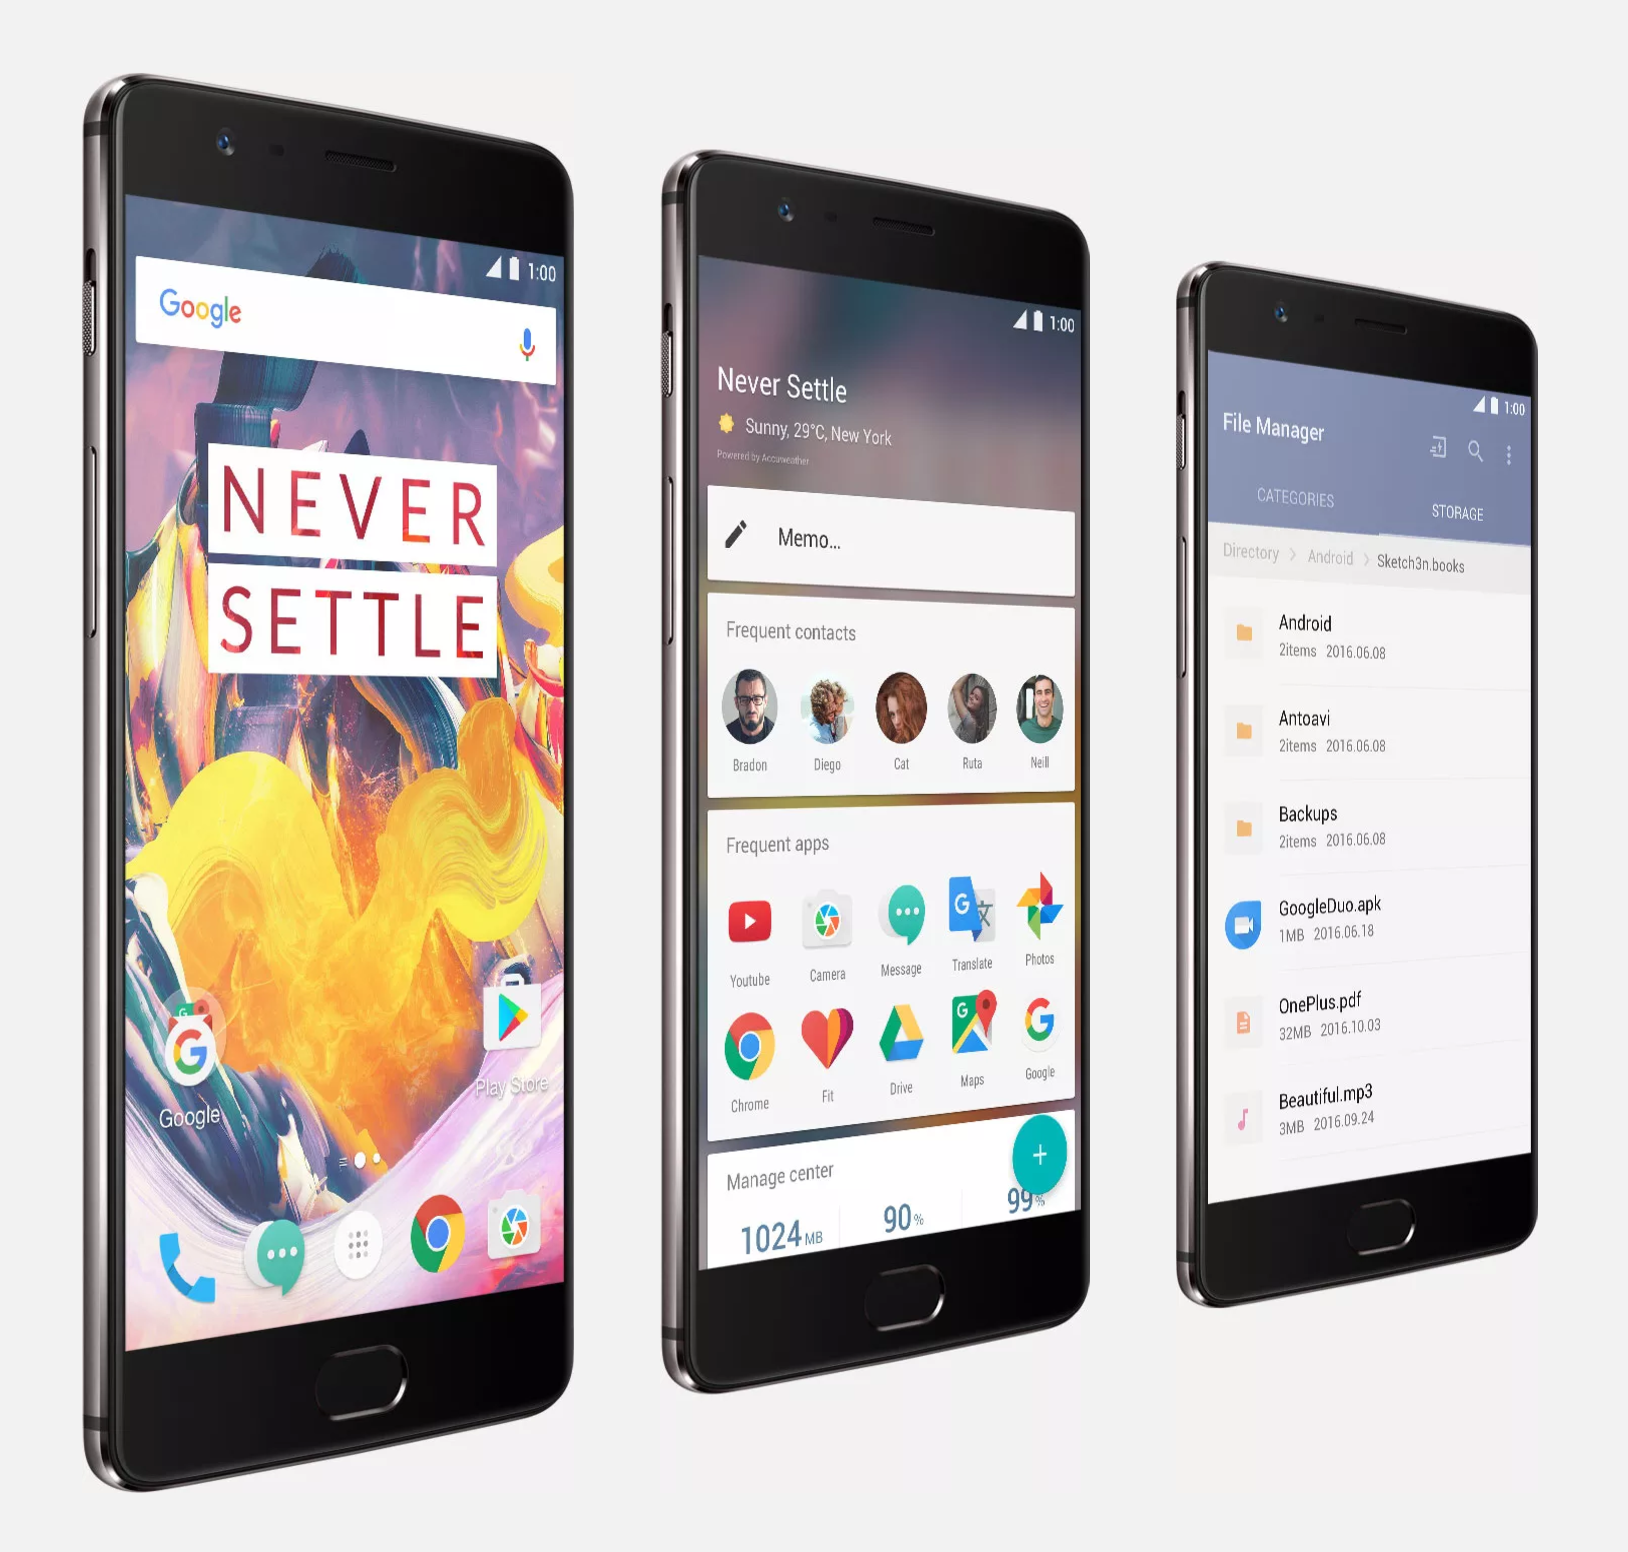 1:00
Google
NEVER
SETTLE
Google
Play Store
1:00
Never Settle
Sunny, 29°C, New York
Powered by Accuweather
Memo...
Frequent contacts
Bradon Diego Cat Ruta Neill
Frequent apps
Youtube Camera Message Translate Photos
Chrome Fit Drive Maps Google
Manage center
1024 MB 90% 99%
1:00
File Manager
CATEGORIES STORAGE
Directory > Android > Sketch3n.books
Android
2items 2016.06.08
Antoavi
2items 2016.06.08
Backups
2items 2016.06.08
GoogleDuo.apk
1MB 2016.06.18
OnePlus.pdf
32MB 2016.10.03
Beautiful.mp3
3MB 2016.09.24